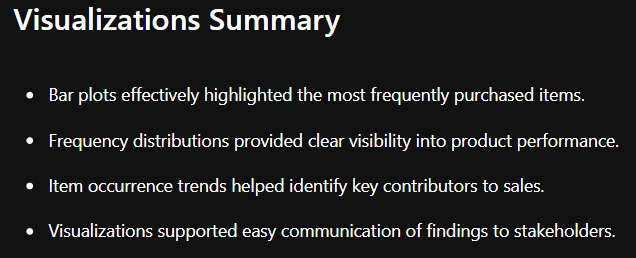 Visualizations Summary
• Bar plots effectively highlighted the most frequently purchased items.
• Frequency distributions provided clear visibility into product performance.
• Item occurrence trends helped identify key contributors to sales.
• Visualizations supported easy communication of findings to stakeholders.